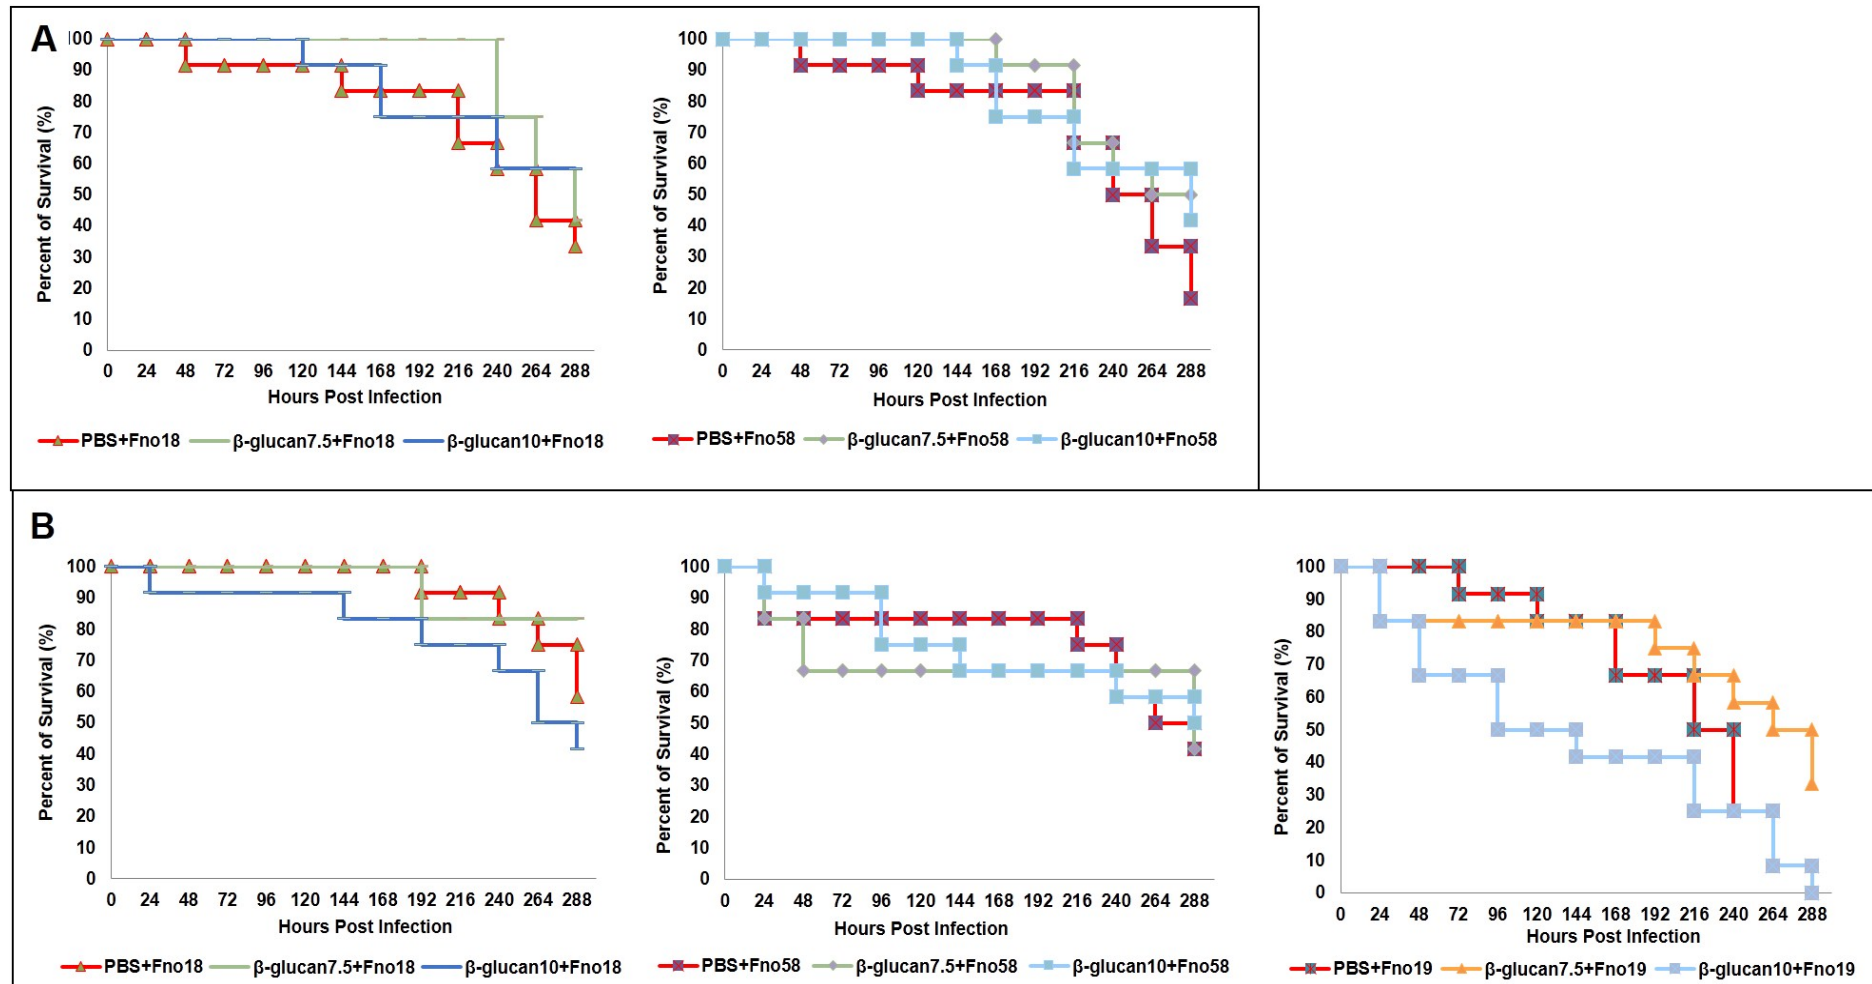 A
Percent of Survival (%)
100
90
80
70
60
50
40
30
20
10
0
0 24 48 72 96 120 144 168 192 216 240 264 288
Hours Post Infection
PBS+Fno18 β-glucan7.5+Fno18 β-glucan10+Fno18
Percent of Survival (%)
100
90
80
70
60
50
40
30
20
10
0
0 24 48 72 96 120 144 168 192 216 240 264 288
Hours Post Infection
PBS+Fno58 β-glucan7.5+Fno58 β-glucan10+Fno58
B
Percent of Survival (%)
100
90
80
70
60
50
40
30
20
10
0
0 24 48 72 96 120 144 168 192 216 240 264 288
Hours Post Infection
PBS+Fno18 β-glucan7.5+Fno18 β-glucan10+Fno18
Percent of Survival (%)
100
90
80
70
60
50
40
30
20
10
0
0 24 48 72 96 120 144 168 192 216 240 264 288
Hours Post Infection
PBS+Fno58 β-glucan7.5+Fno58 β-glucan10+Fno58
Percent of Survival (%)
100
90
80
70
60
50
40
30
20
10
0
0 24 48 72 96 120 144 168 192 216 240 264 288
Hours Post Infection
PBS+Fno19 β-glucan7.5+Fno19 β-glucan10+Fno19